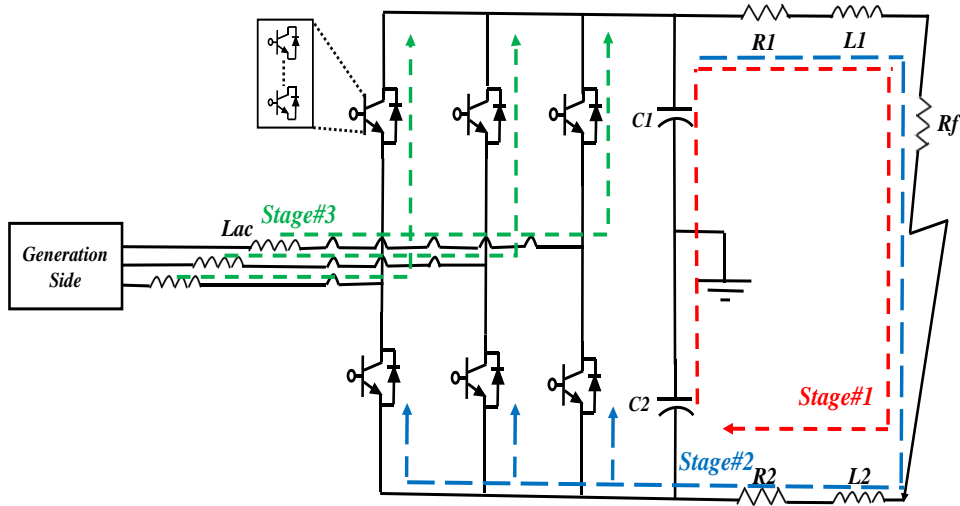 R1
L1
C1
Rf
Lac
Stage#3
Generation
Side
Stage#1
C2
Stage#2
R2
L2